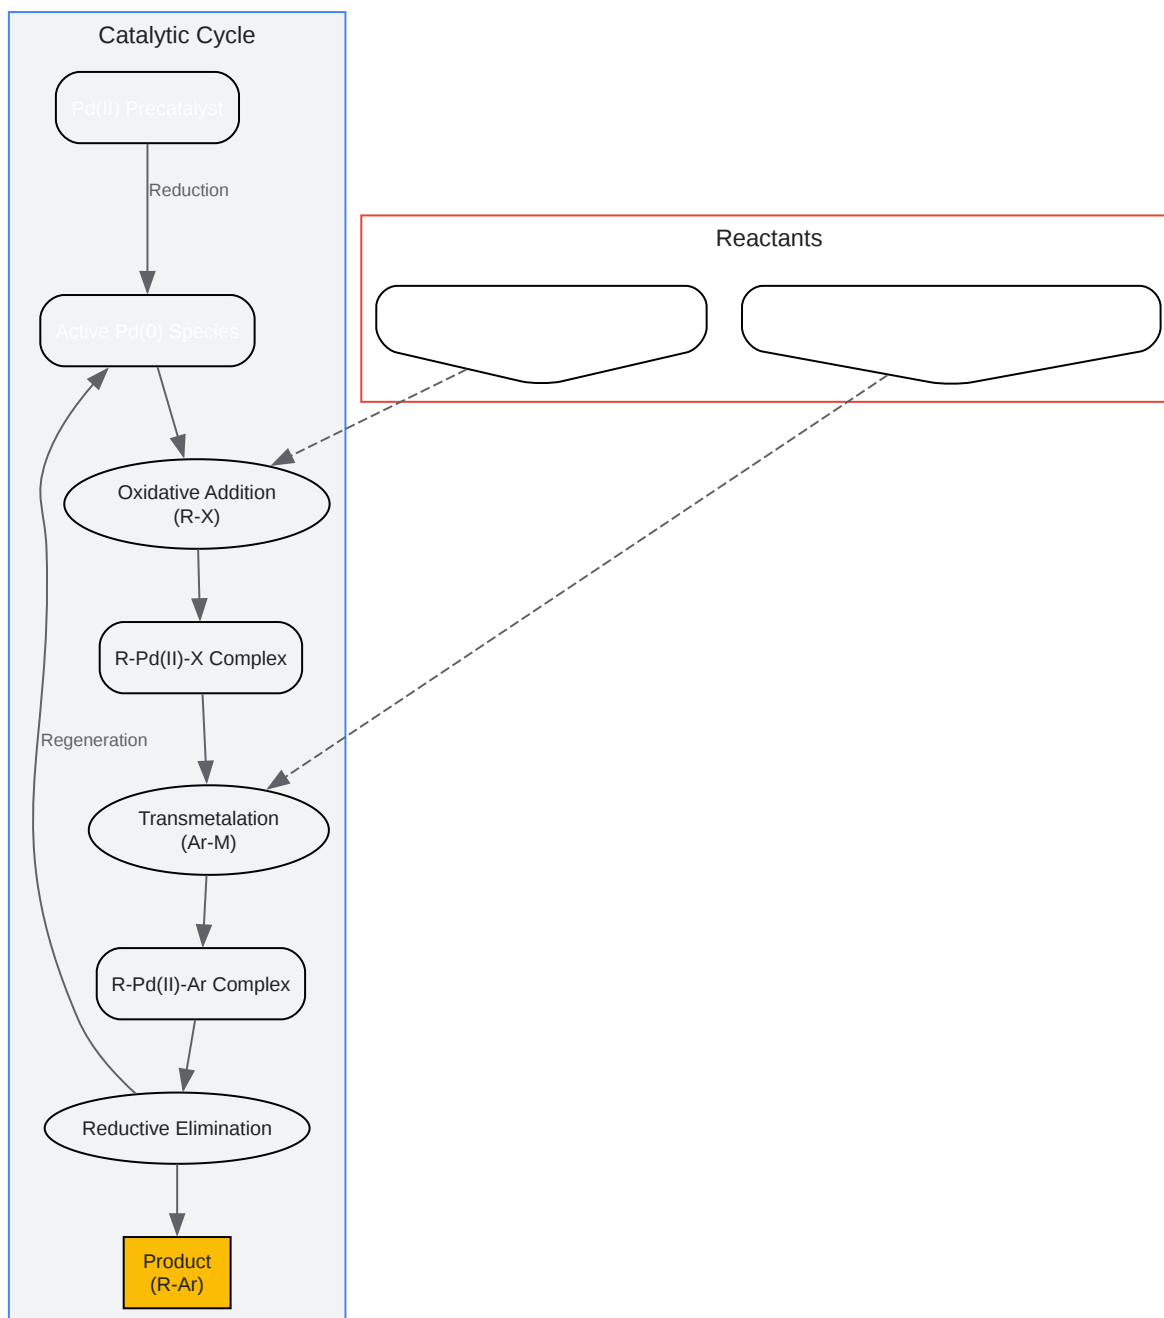 Catalytic Cycle
Pd(II) Precatalyst
Reduction
Reactants
Active Pd(0) Species
Oxidative Addition
(R-X)
R-Pd(II)-X Complex
Regeneration
Transmetalation
(Ar-M)
R-Pd(II)-Ar Complex
Reductive Elimination
Product
(R-Ar)